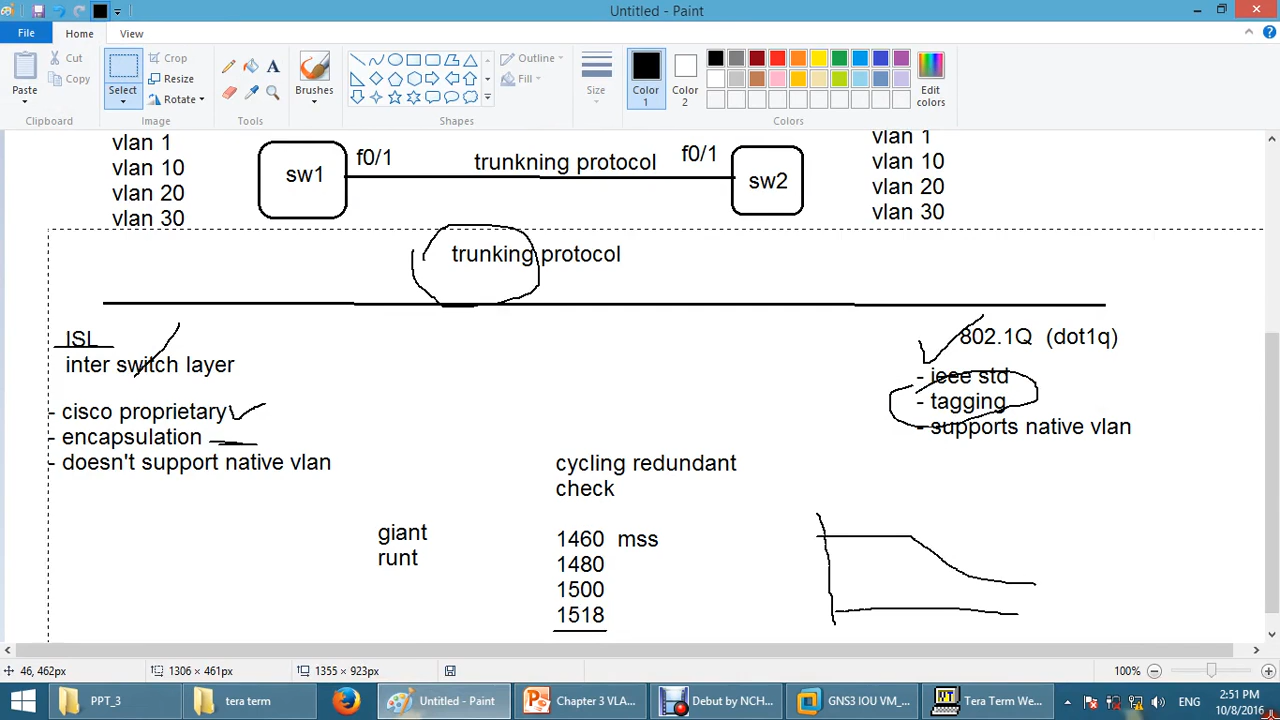 Untitled - Paint
File
Home
View
Paste
Cut
Copy
Clipboard
Select
Crop
Resize
Rotate
Image
Tools
Brushes
Outline
Fill
Shapes
Size
Color 1
Color 2
Edit colors
Colors
vlan 1
vlan 10
vlan 20
vlan 30
sw1
f0/1
trunkning protocol
f0/1
sw2
vlan 1
vlan 10
vlan 20
vlan 30
trunking protocol
ISL
inter switch layer
- cisco proprietary
- encapsulation
- doesn't support native vlan
802.1Q (dot1q)
- ieee std
- tagging
- supports native vlan
cycling redundant
check
giant
runt
1460 mss
1480
1500
1518
46, 462px
1306 × 461px
1355 × 923px
100%
PPT_3
tera term
Untitled - Paint
Chapter 3 VLA...
Debut by NCH...
GNS3 IOU VM_...
Tera Term We...
ENG
2:51 PM
10/8/2016